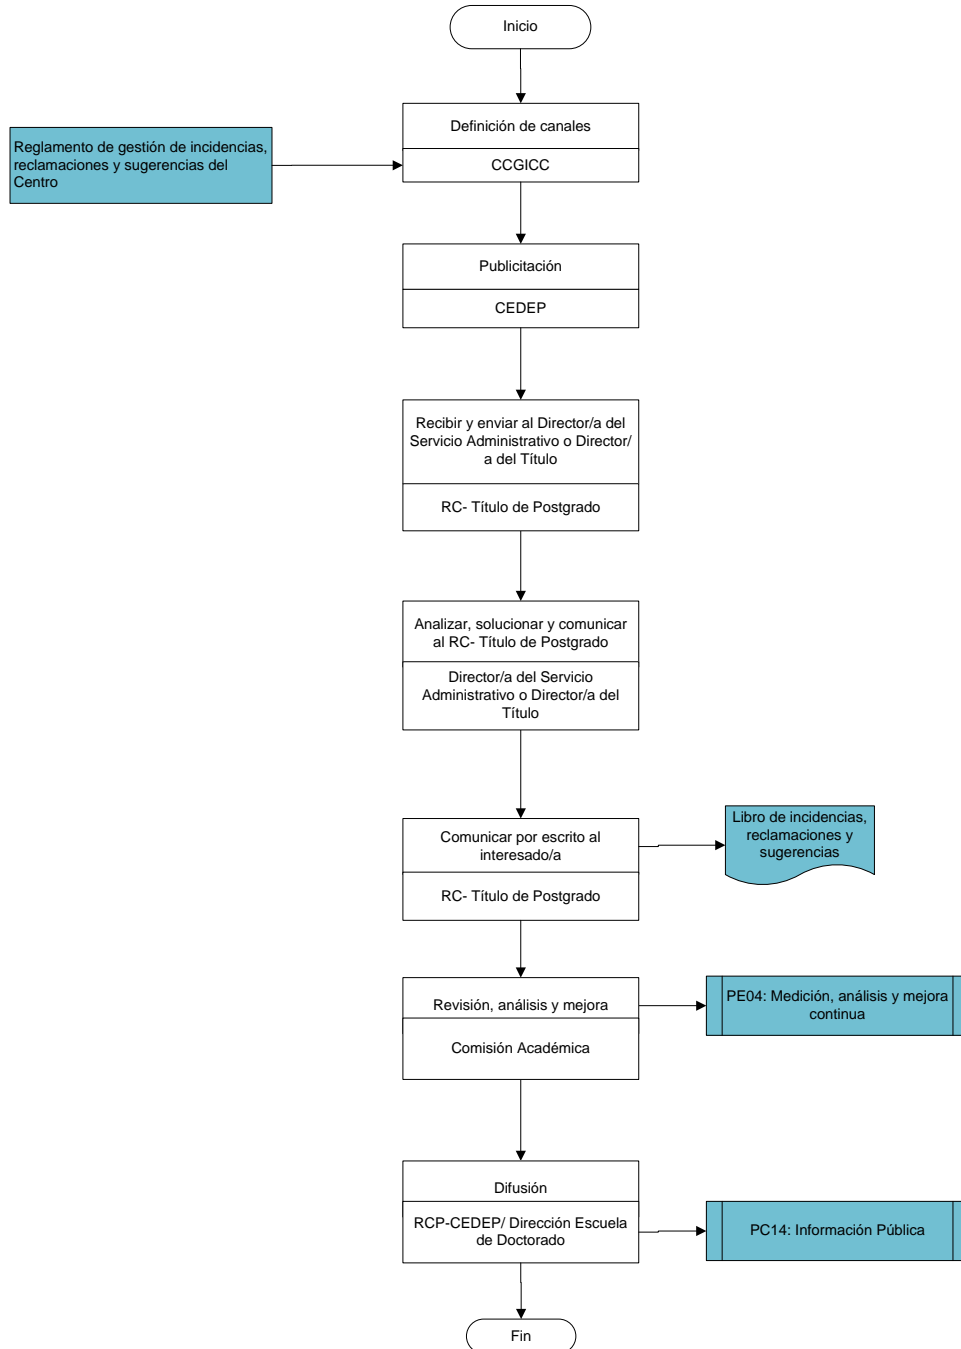 Inicio
Definición de canales
CCGICC
Reglamento de gestión de incidencias,
reclamaciones y sugerencias del
Centro
Publicitación
CEDEP
Recibir y enviar al Director/a del
Servicio Administrativo o Director/
a del Título
RC- Título de Postgrado
Analizar, solucionar y comunicar
al RC- Título de Postgrado
Director/a del Servicio
Administrativo o Director/a del
Título
Comunicar por escrito al
interesado/a
RC- Título de Postgrado
Libro de incidencias,
reclamaciones y
sugerencias
Revisión, análisis y mejora
Comisión Académica
PE04: Medición, análisis y mejora
continua
Difusión
RCP-CEDEP/ Dirección Escuela
de Doctorado
PC14: Información Pública
Fin